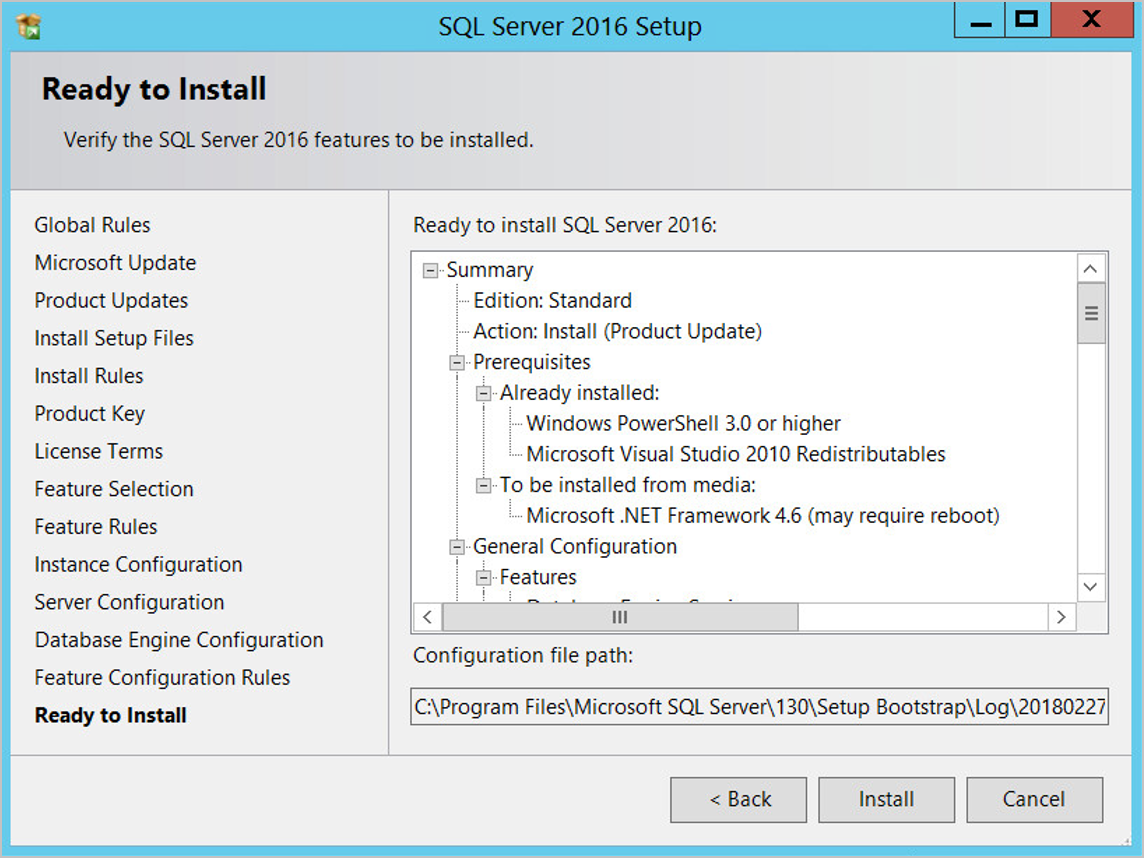 SQL Server 2016 Setup
Ready to Install
Verify the SQL Server 2016 features to be installed.
Global Rules
Microsoft Update
Product Updates
Install Setup Files
Install Rules
Product Key
License Terms
Feature Selection
Feature Rules
Instance Configuration
Server Configuration
Database Engine Configuration
Feature Configuration Rules
Ready to Install
Ready to install SQL Server 2016:
Summary
Edition: Standard
Action: Install (Product Update)
Prerequisites
Already installed:
Windows PowerShell 3.0 or higher
Microsoft Visual Studio 2010 Redistributables
To be installed from media:
Microsoft .NET Framework 4.6 (may require reboot)
General Configuration
Features
Configuration file path:
C:\Program Files\Microsoft SQL Server\130\Setup Bootstrap\Log\20180227
< Back
Install
Cancel